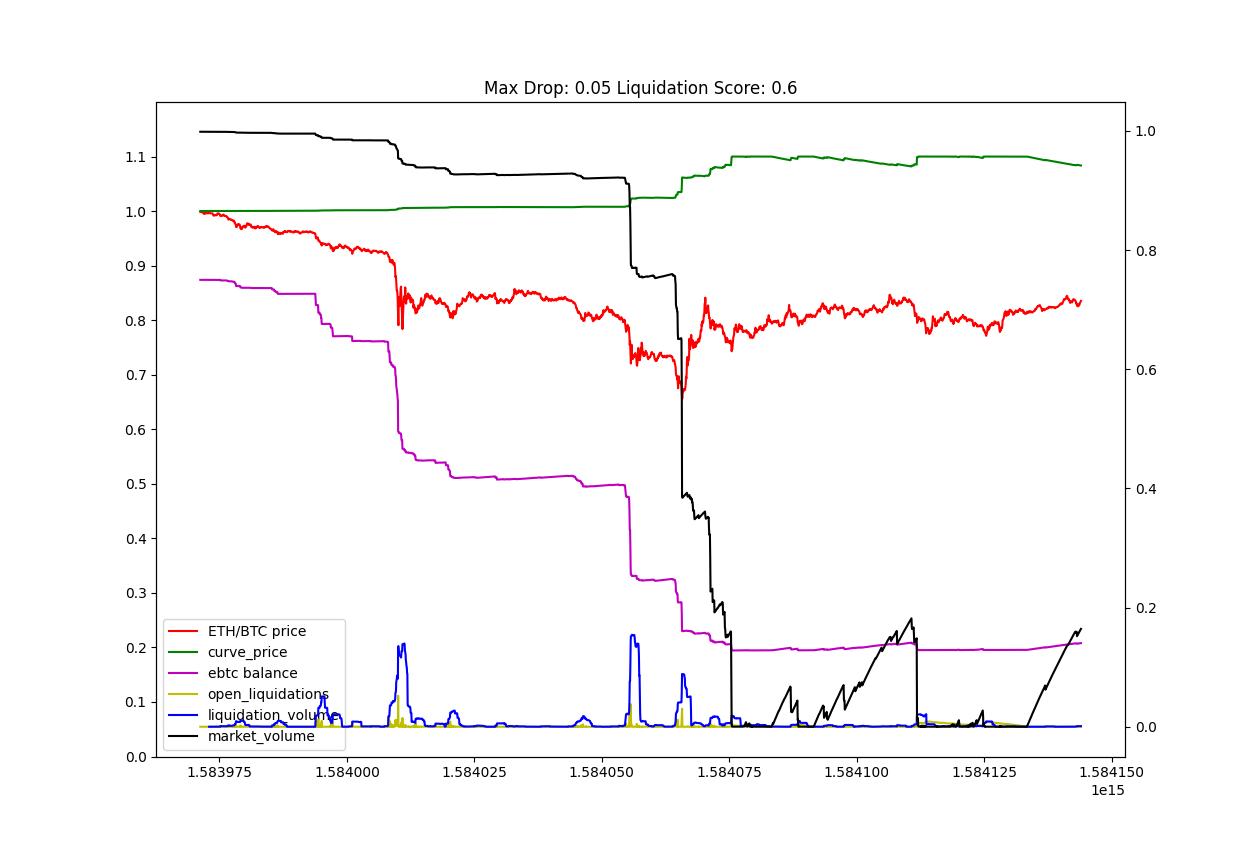 Max Drop: 0.05 Liquidation Score: 0.6
1.1
1.0
0.9
0.8
0.7
0.6
0.5
0.4
0.3
0.2
0.1
0.0
1.0
0.8
0.6
0.4
0.2
0.0
ETH/BTC price
curve_price
ebtc balance
open_liquidations
liquidation_volume
market_volume
1.583975 1.584000 1.584025 1.584050 1.584075 1.584100 1.584125 1.584150
1e15